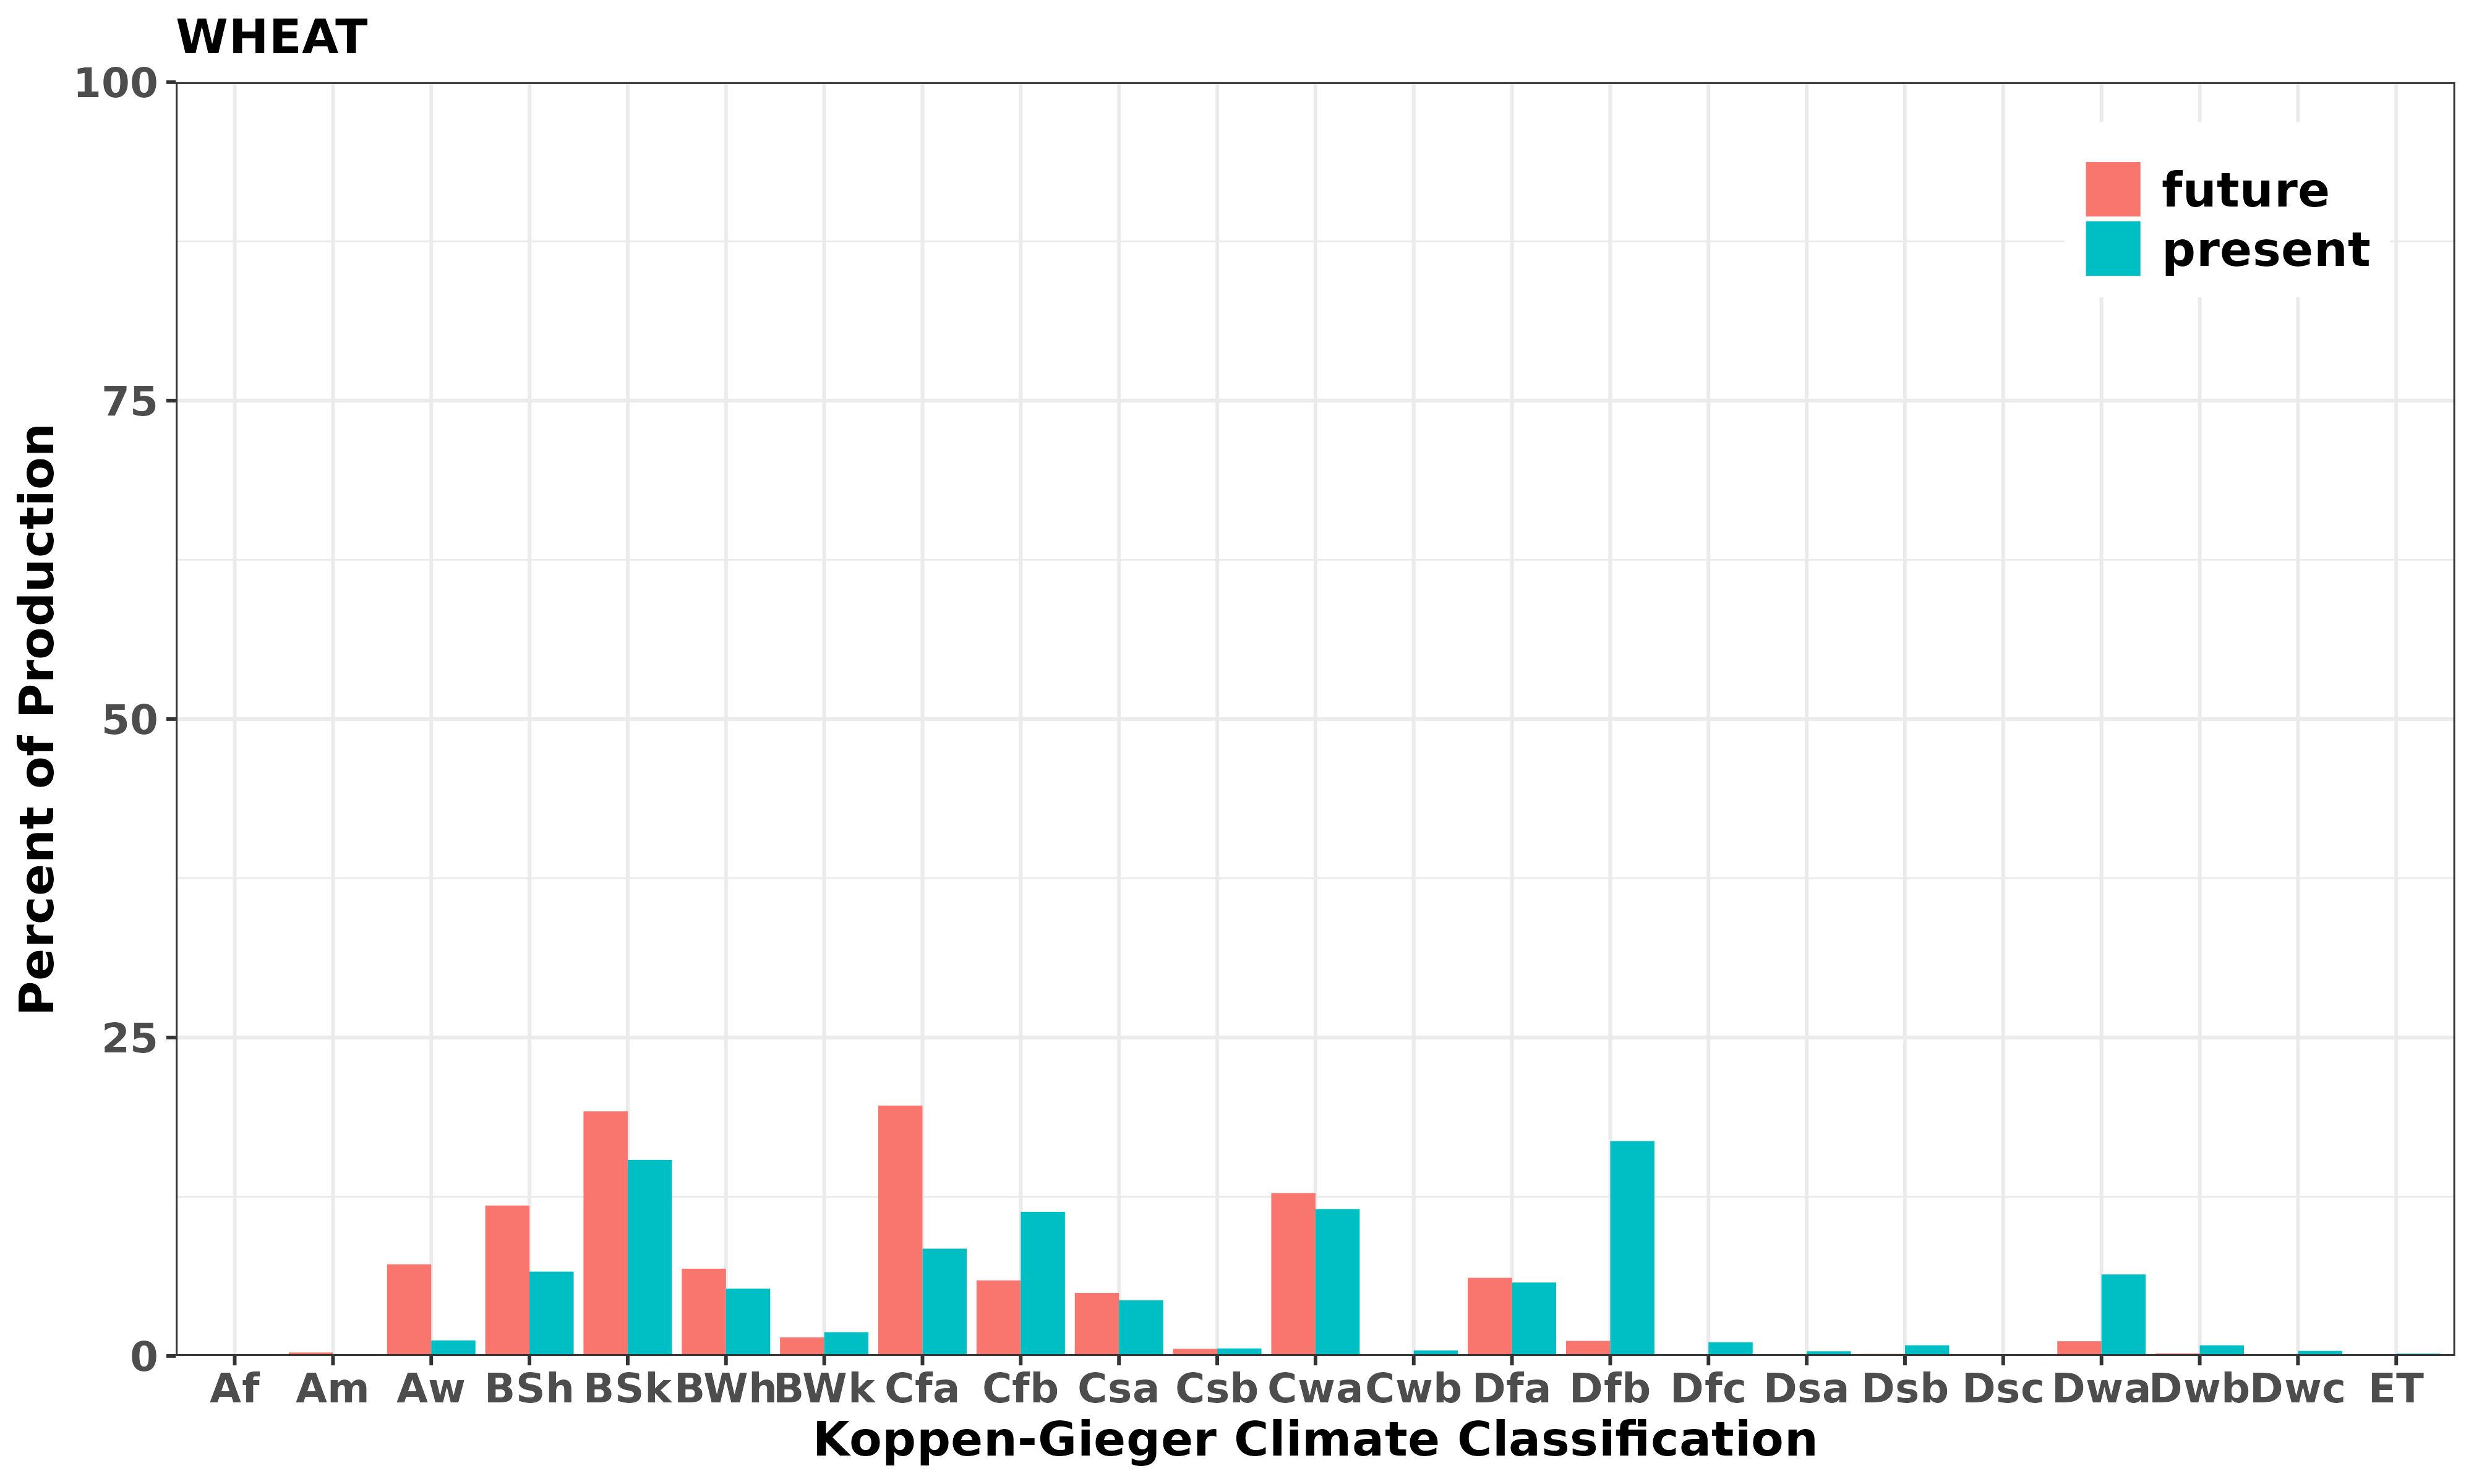 WHEAT
100
75
50
25
0
Percent of Production
future
present
Af Am Aw BSh BSk BWh BWk Cfa Cfb Csa Csb Cwa Cwb Dfa Dfb Dfc Dsa Dsb Dsc Dwa Dwb Dwc ET
Koppen-Gieger Climate Classification